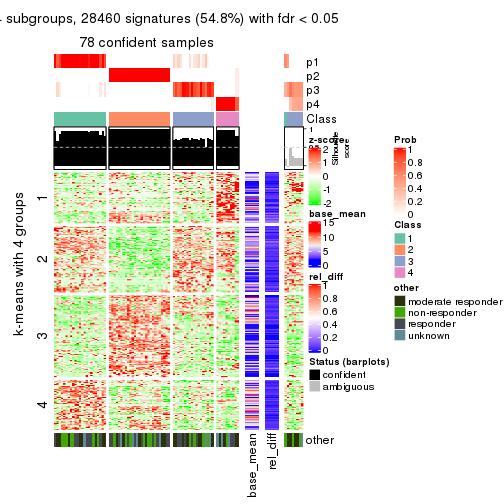 4 subgroups, 28460 signatures (54.8%) with fdr < 0.05
78 confident samples
p1
p2
p3
p4
Class
1
Silhouette
score
z-score
2
1
0
-1
-2
base_mean
15
10
5
0
rel_diff
1
0.8
0.6
0.4
0.2
0
Status (barplots)
confident
ambiguous
Prob
1
0.8
0.6
0.4
0.2
0
Class
1
2
3
4
other
moderate responder
non-responder
responder
unknown
k-means with 4 groups
1
2
3
4
other
base_mean
rel_diff